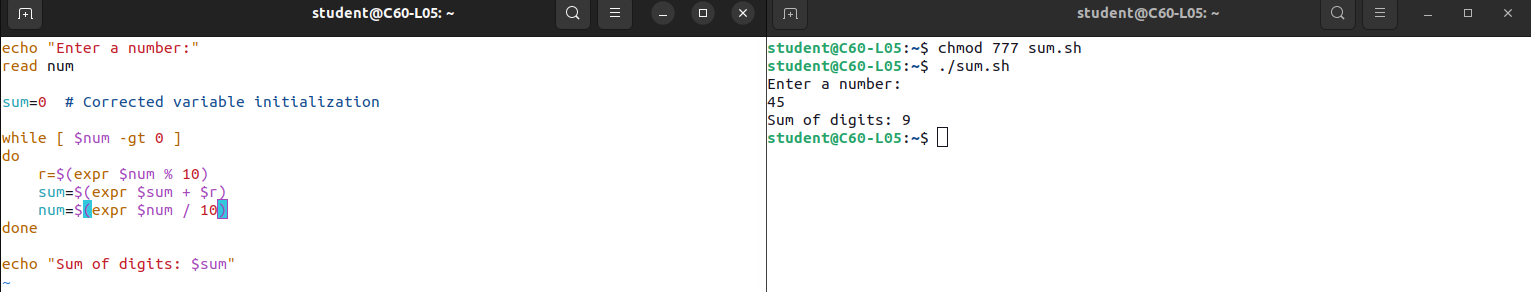 student@C60-L05: ~
echo "Enter a number:"
read num
sum=0  # Corrected variable initialization
while [ $num -gt 0 ]
do
    r=$(expr $num % 10)
    sum=$(expr $sum + $r)
    num=$(expr $num / 10)
done
echo "Sum of digits: $sum"
~
student@C60-L05: ~
student@C60-L05:~$ chmod 777 sum.sh
student@C60-L05:~$ ./sum.sh
Enter a number:
45
Sum of digits: 9
student@C60-L05:~$